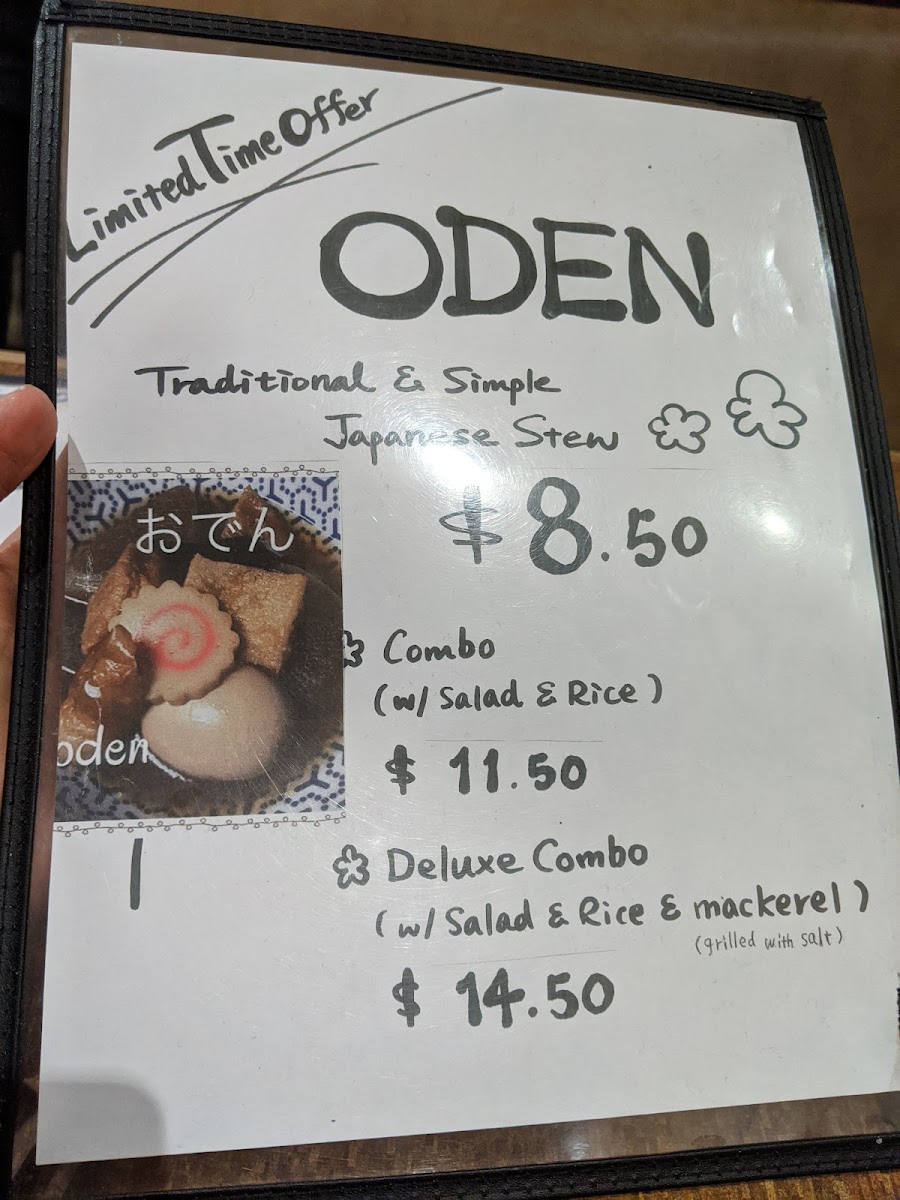 Limited Time Offer
ODEN
Traditional & Simple
Japanese Stew
$8.50
おでん
oden
Combo
(w/ Salad & Rice)
$ 11.50
Deluxe Combo
(w/ Salad & Rice & mackerel)
(grilled with salt)
$ 14.50